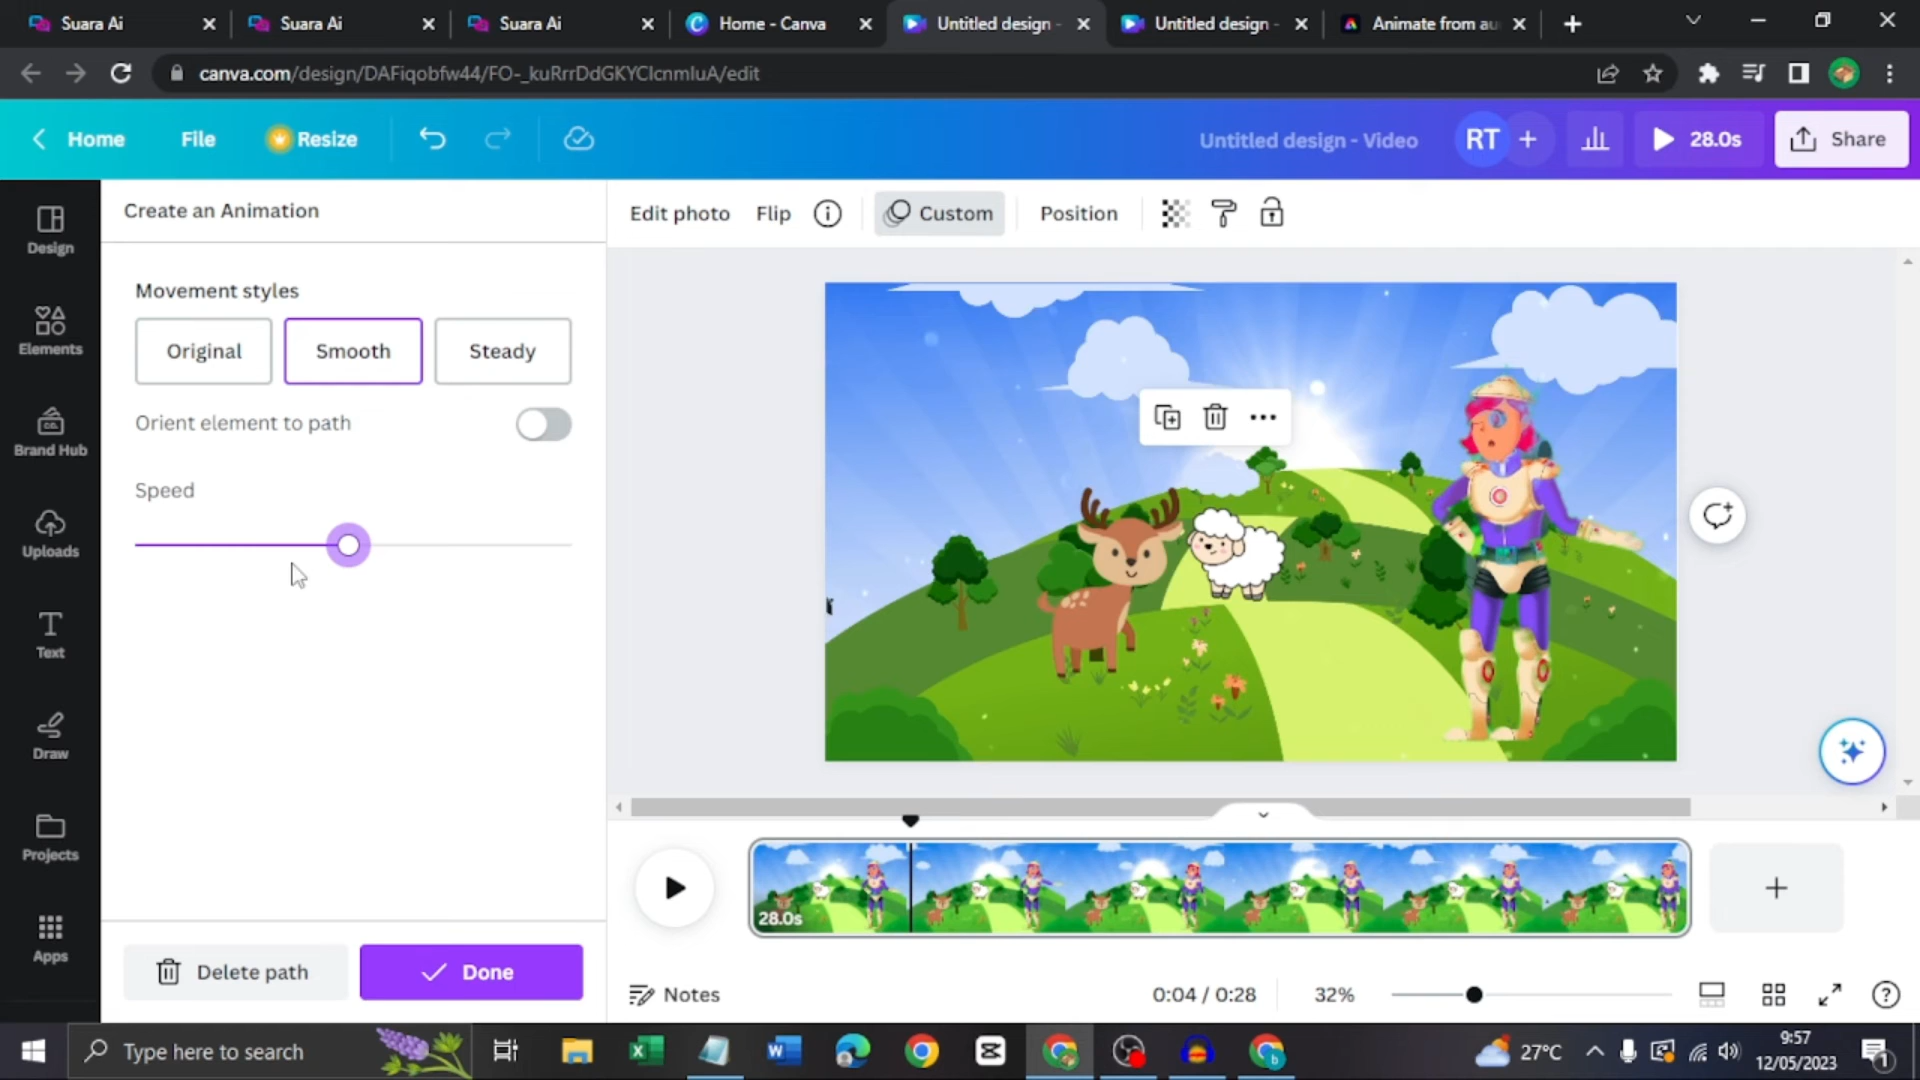 Suara Ai
Suara Ai
Suara Ai
Home - Canva
Untitled design -
Untitled design -
Animate from au
canva.com/design/DAFiqobfw44/FO-_kuRrrDdGKYCIcnmIuA/edit
Home
File
Resize
Untitled design - Video
RT
28.0s
Share
Design
Elements
Brand Hub
Uploads
Text
Draw
Projects
Apps
Create an Animation
Movement styles
Original
Smooth
Steady
Orient element to path
Speed
Delete path
Done
Edit photo
Flip
Custom
Position
28.0s
Notes
0:04 / 0:28
32%
Type here to search
27°C
9:57
12/05/2023
1